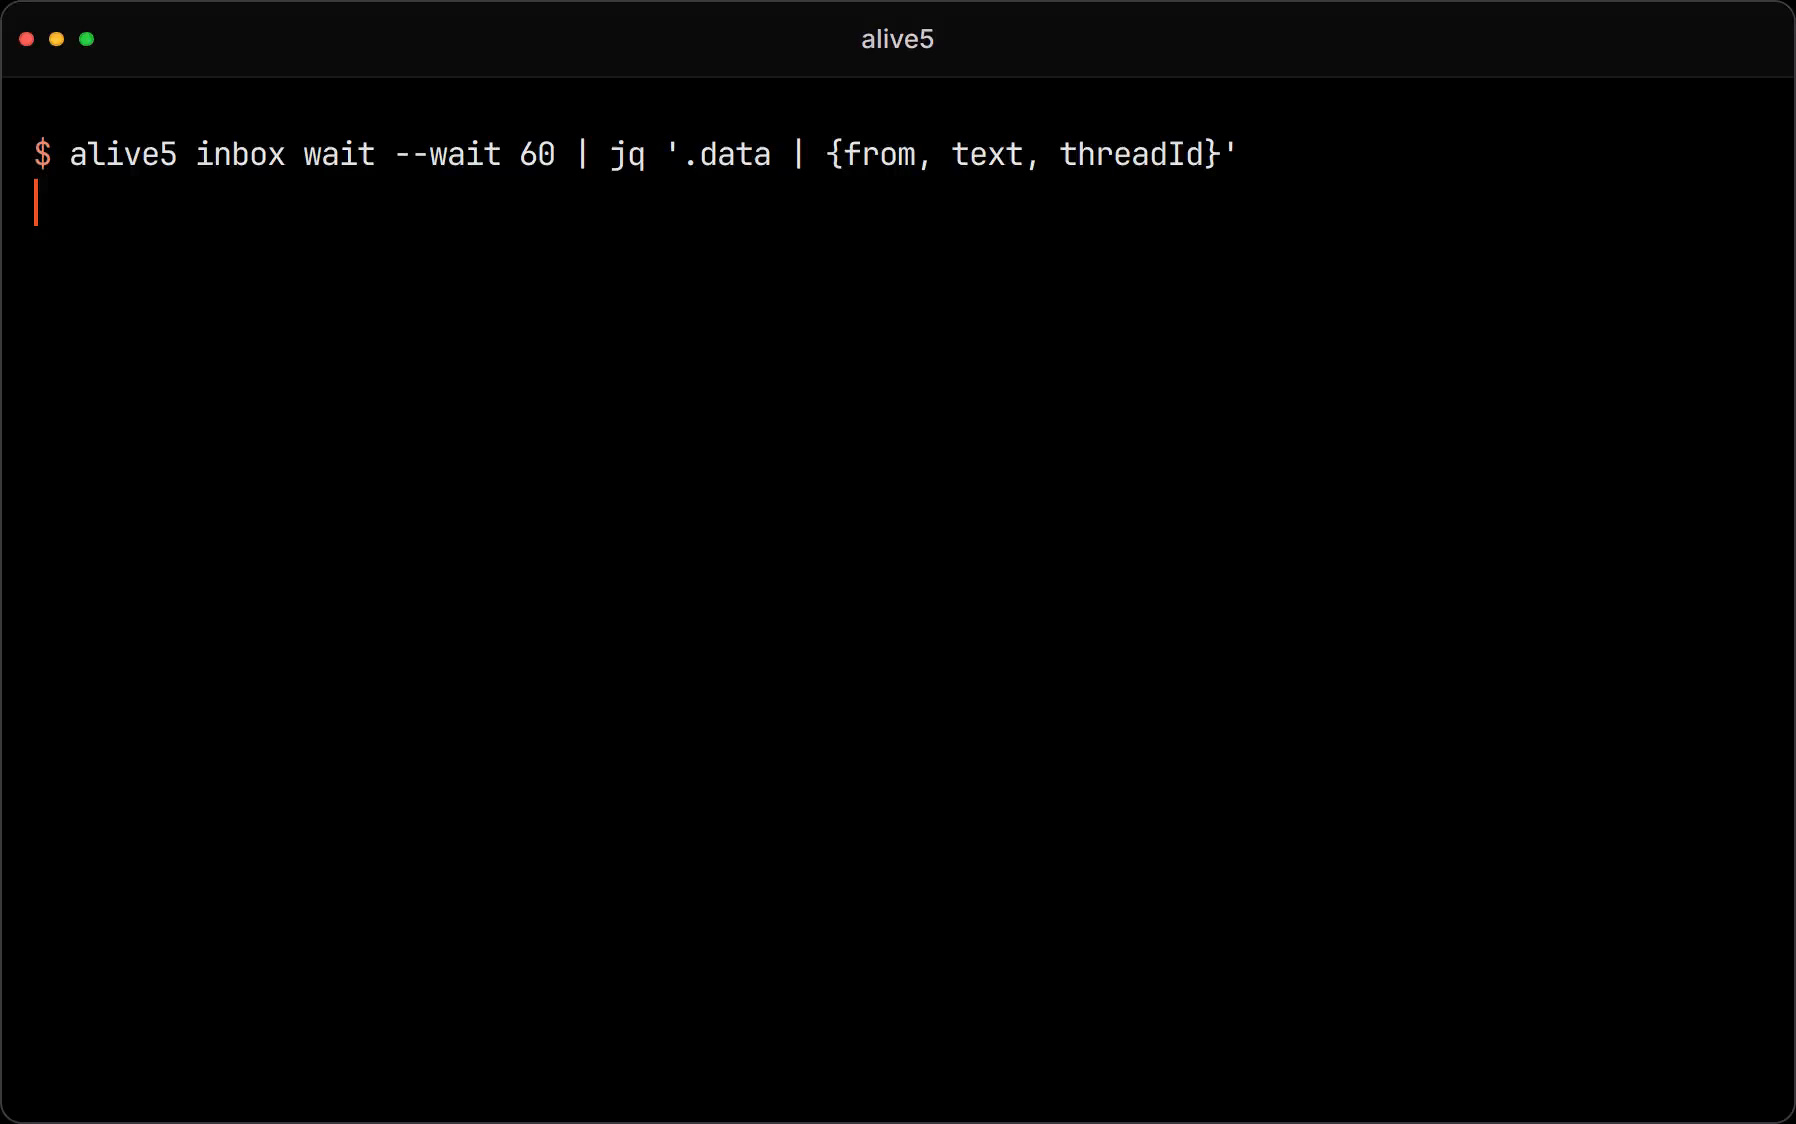 alive5
$ alive5 inbox wait --wait 60 | jq '.data | {from, text, threadId}'